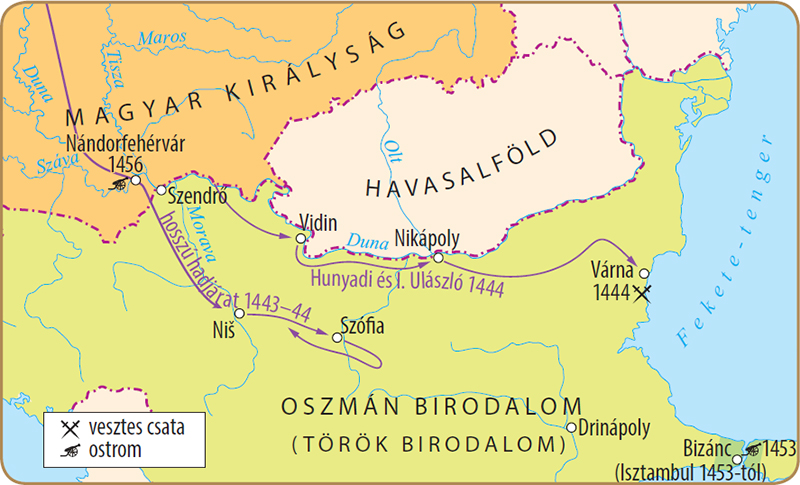 Maros
Duna
Tisza
MAGYAR KIRÁLYSÁG
Nándorfehérvár
1456
Száva
Szendrő
Morava
Olt
HAVASALFÖLD
Vidin
Duna
Nikápoly
Hunyadi és I. Ulászló 1444
hosszú hadjárat 1443–44
Várna
1444
Fekete-tenger
Niš
Szófia
OSZMÁN BIRODALOM
(TÖRÖK BIRODALOM)
Drinápoly
Bizánc 1453
(Isztambul 1453-tól)
vesztes csata
ostrom